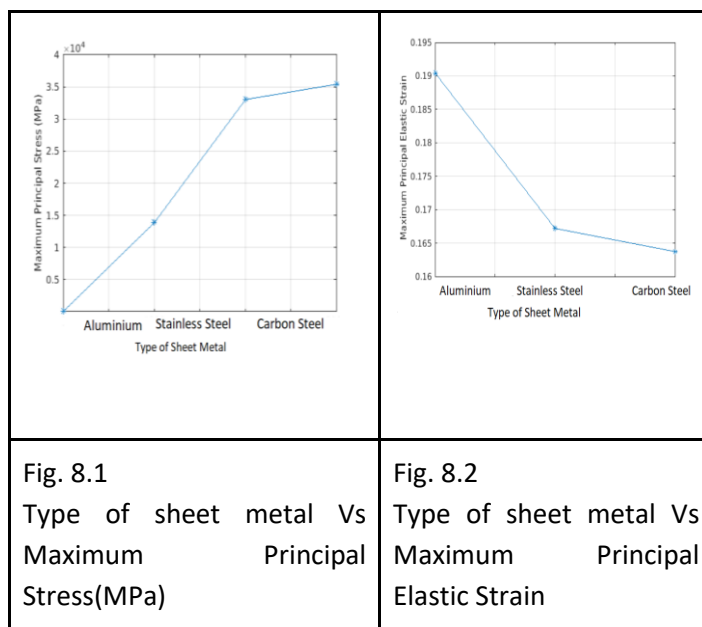 ×10⁴
4
3.5
3
2.5
2
1.5
1
0.5
Maximum Principal Stress (MPa)
Aluminium Stainless Steel Carbon Steel
Type of Sheet Metal
0.195
0.19
0.185
0.18
0.175
0.17
0.165
0.16
Maximum Principal Elastic Strain
Aluminium Stainless Steel Carbon Steel
Type of Sheet Metal
Fig. 8.1
Type of sheet metal Vs
Maximum Principal
Stress(MPa)
Fig. 8.2
Type of sheet metal Vs
Maximum Principal
Elastic Strain